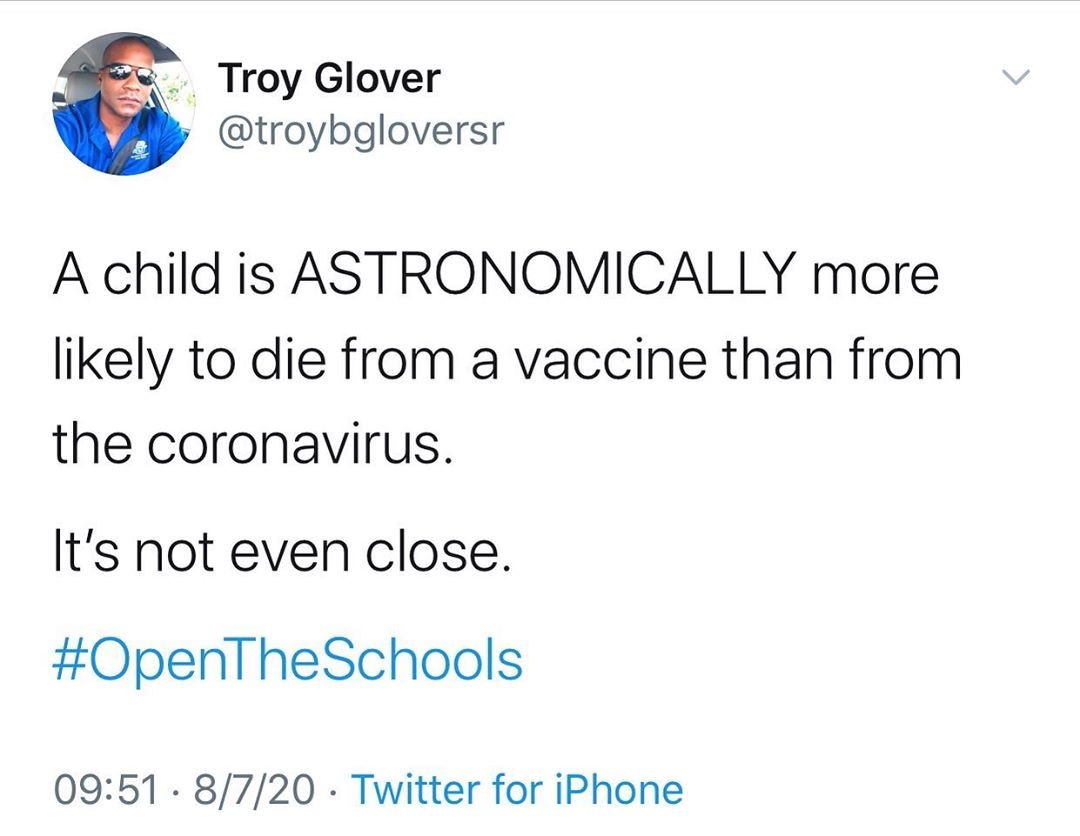 Troy Glover
@troybgloversr
A child is ASTRONOMICALLY more
likely to die from a vaccine than from
the coronavirus.
It’s not even close.
#OpenTheSchools
09:51 · 8/7/20 · Twitter for iPhone